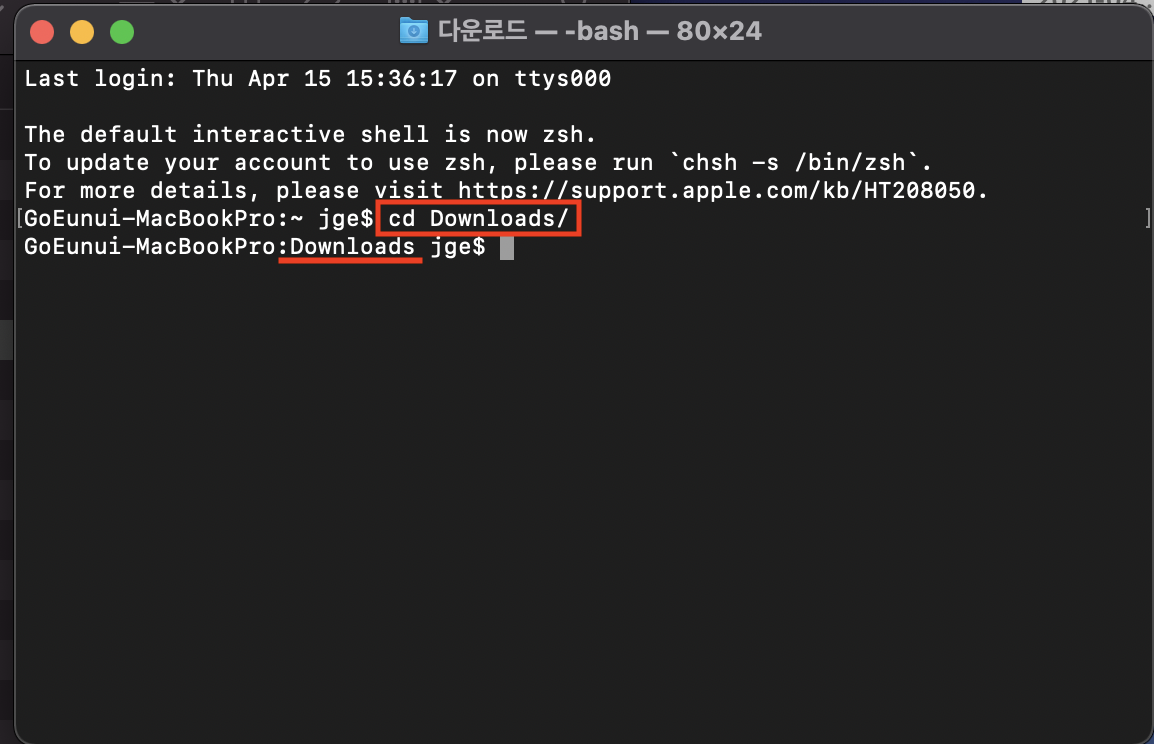 다운로드 — -bash — 80×24
Last login: Thu Apr 15 15:36:17 on ttys000
The default interactive shell is now zsh.
To update your account to use zsh, please run `chsh -s /bin/zsh`.
For more details, please visit https://support.apple.com/kb/HT208050.
[GoEunui-MacBookPro:~ jge$ cd Downloads/ ]
GoEunui-MacBookPro:Downloads jge$